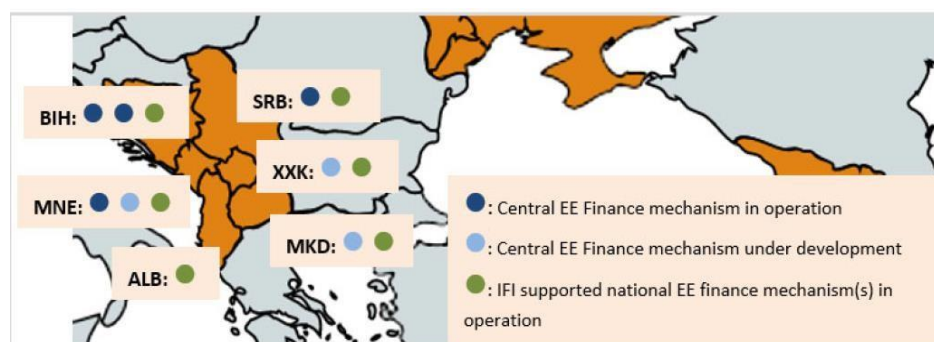 BIH:
SRB:
XXK:
MNE:
MKD:
ALB:
: Central EE Finance mechanism in operation
: Central EE Finance mechanism under development
: IFI supported national EE finance mechanism(s) in
operation